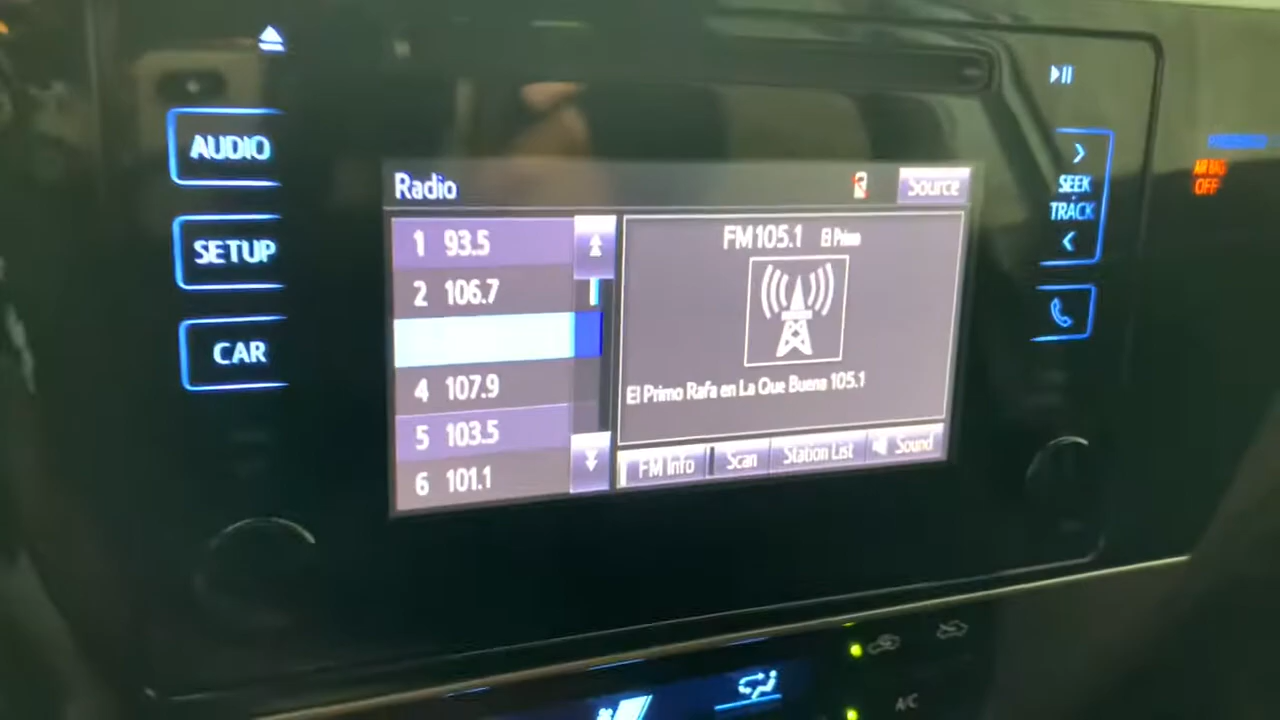 AUDIO
SETUP
CAR
Radio
Source
1 93.5
2 106.7
4 107.9
5 103.5
6 101.1
FM105.1 El Primo
El Primo Rafa en La Que Buena 105.1
FM Info
Scan
Station List
Sound
SEEK
TRACK
AIR BAG
OFF
A/C